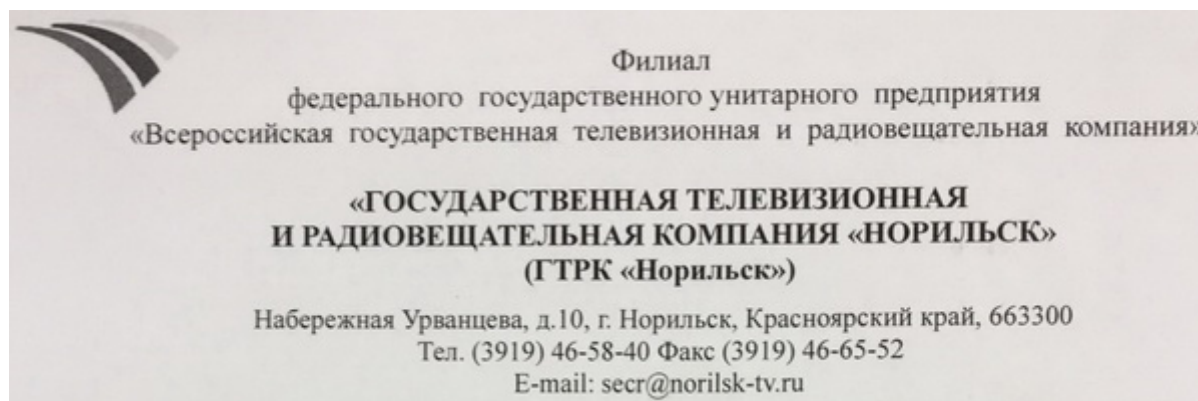 Филиал
федерального государственного унитарного предприятия
«Всероссийская государственная телевизионная и радиовещательная компания»
«ГОСУДАРСТВЕННАЯ ТЕЛЕВИЗИОННАЯ
И РАДИОВЕЩАТЕЛЬНАЯ КОМПАНИЯ «НОРИЛЬСК»
(ГТРК «Норильск»)
Набережная Урванцева, д.10, г. Норильск, Красноярский край, 663300
Тел. (3919) 46-58-40 Факс (3919) 46-65-52
E-mail: secr@norilsk-tv.ru